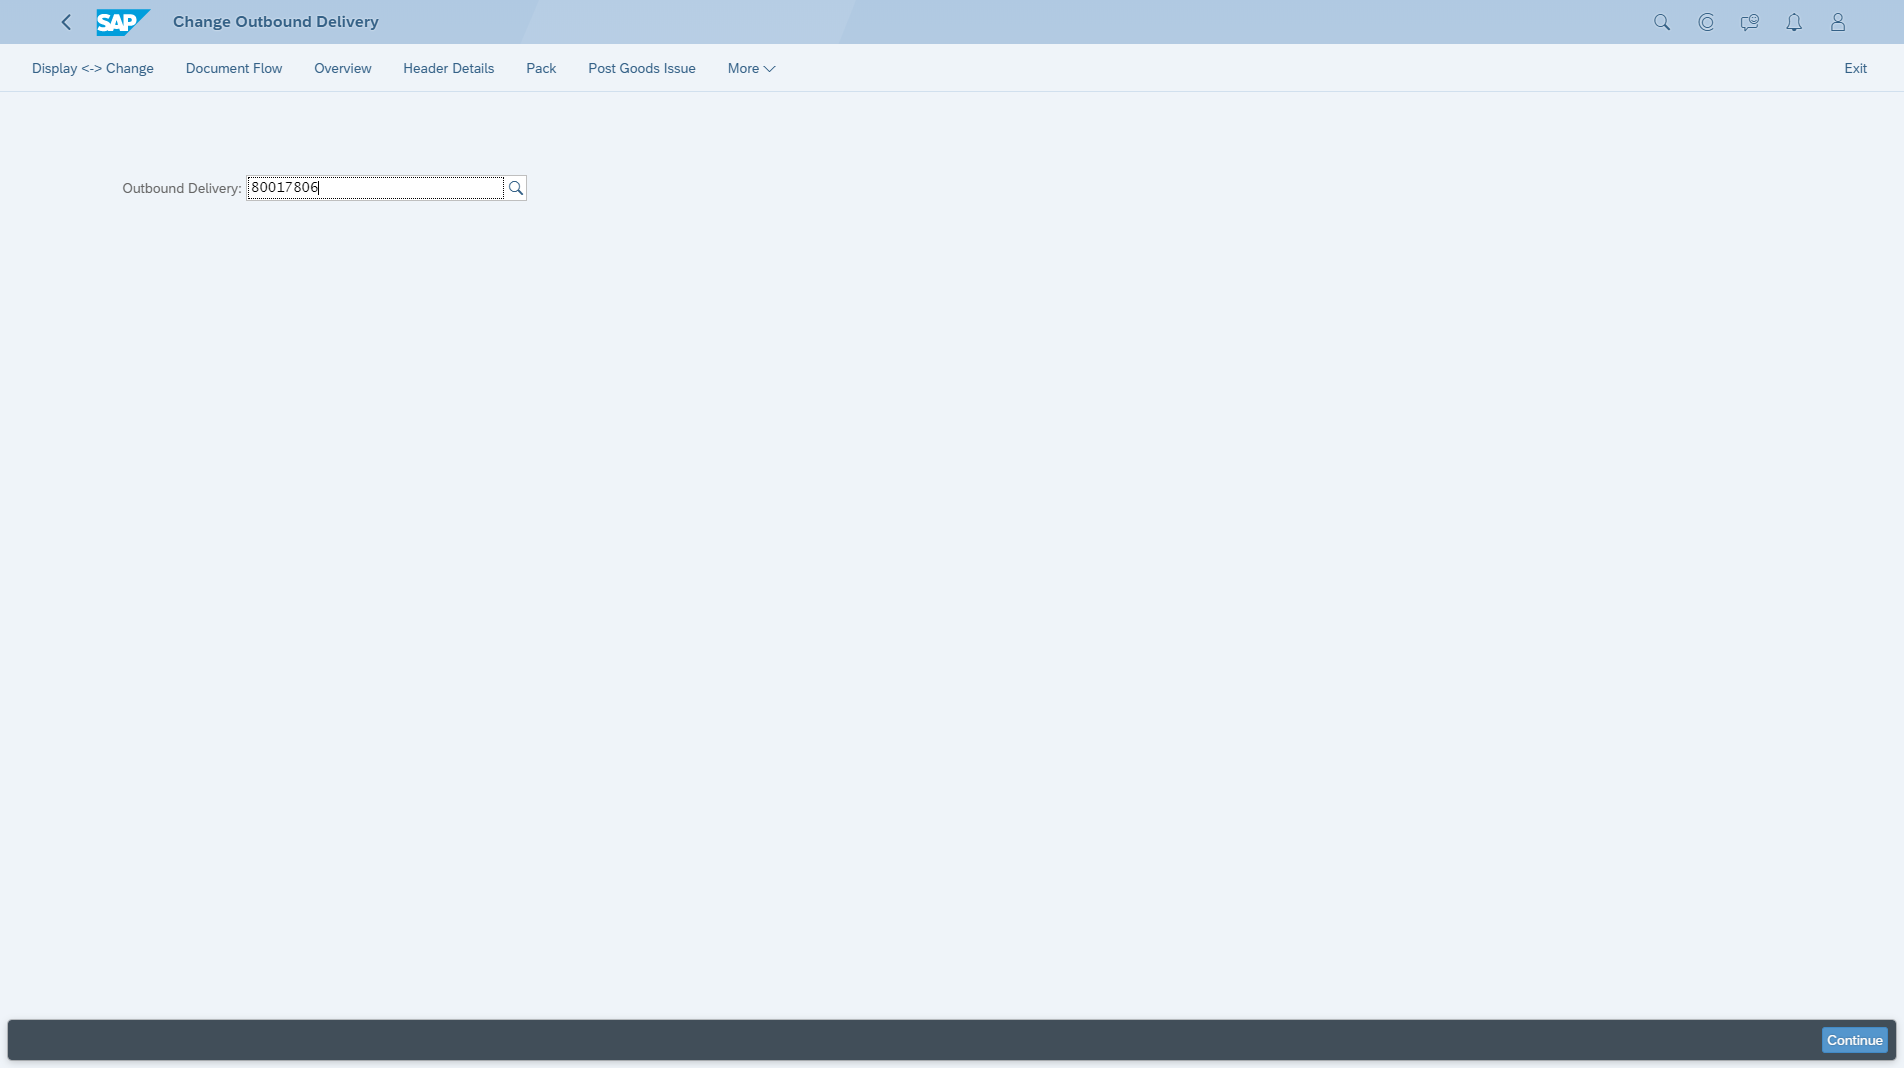 SAP Change Outbound Delivery
Display <-> Change Document Flow Overview Header Details Pack Post Goods Issue More Exit
Outbound Delivery: 80017806
Continue